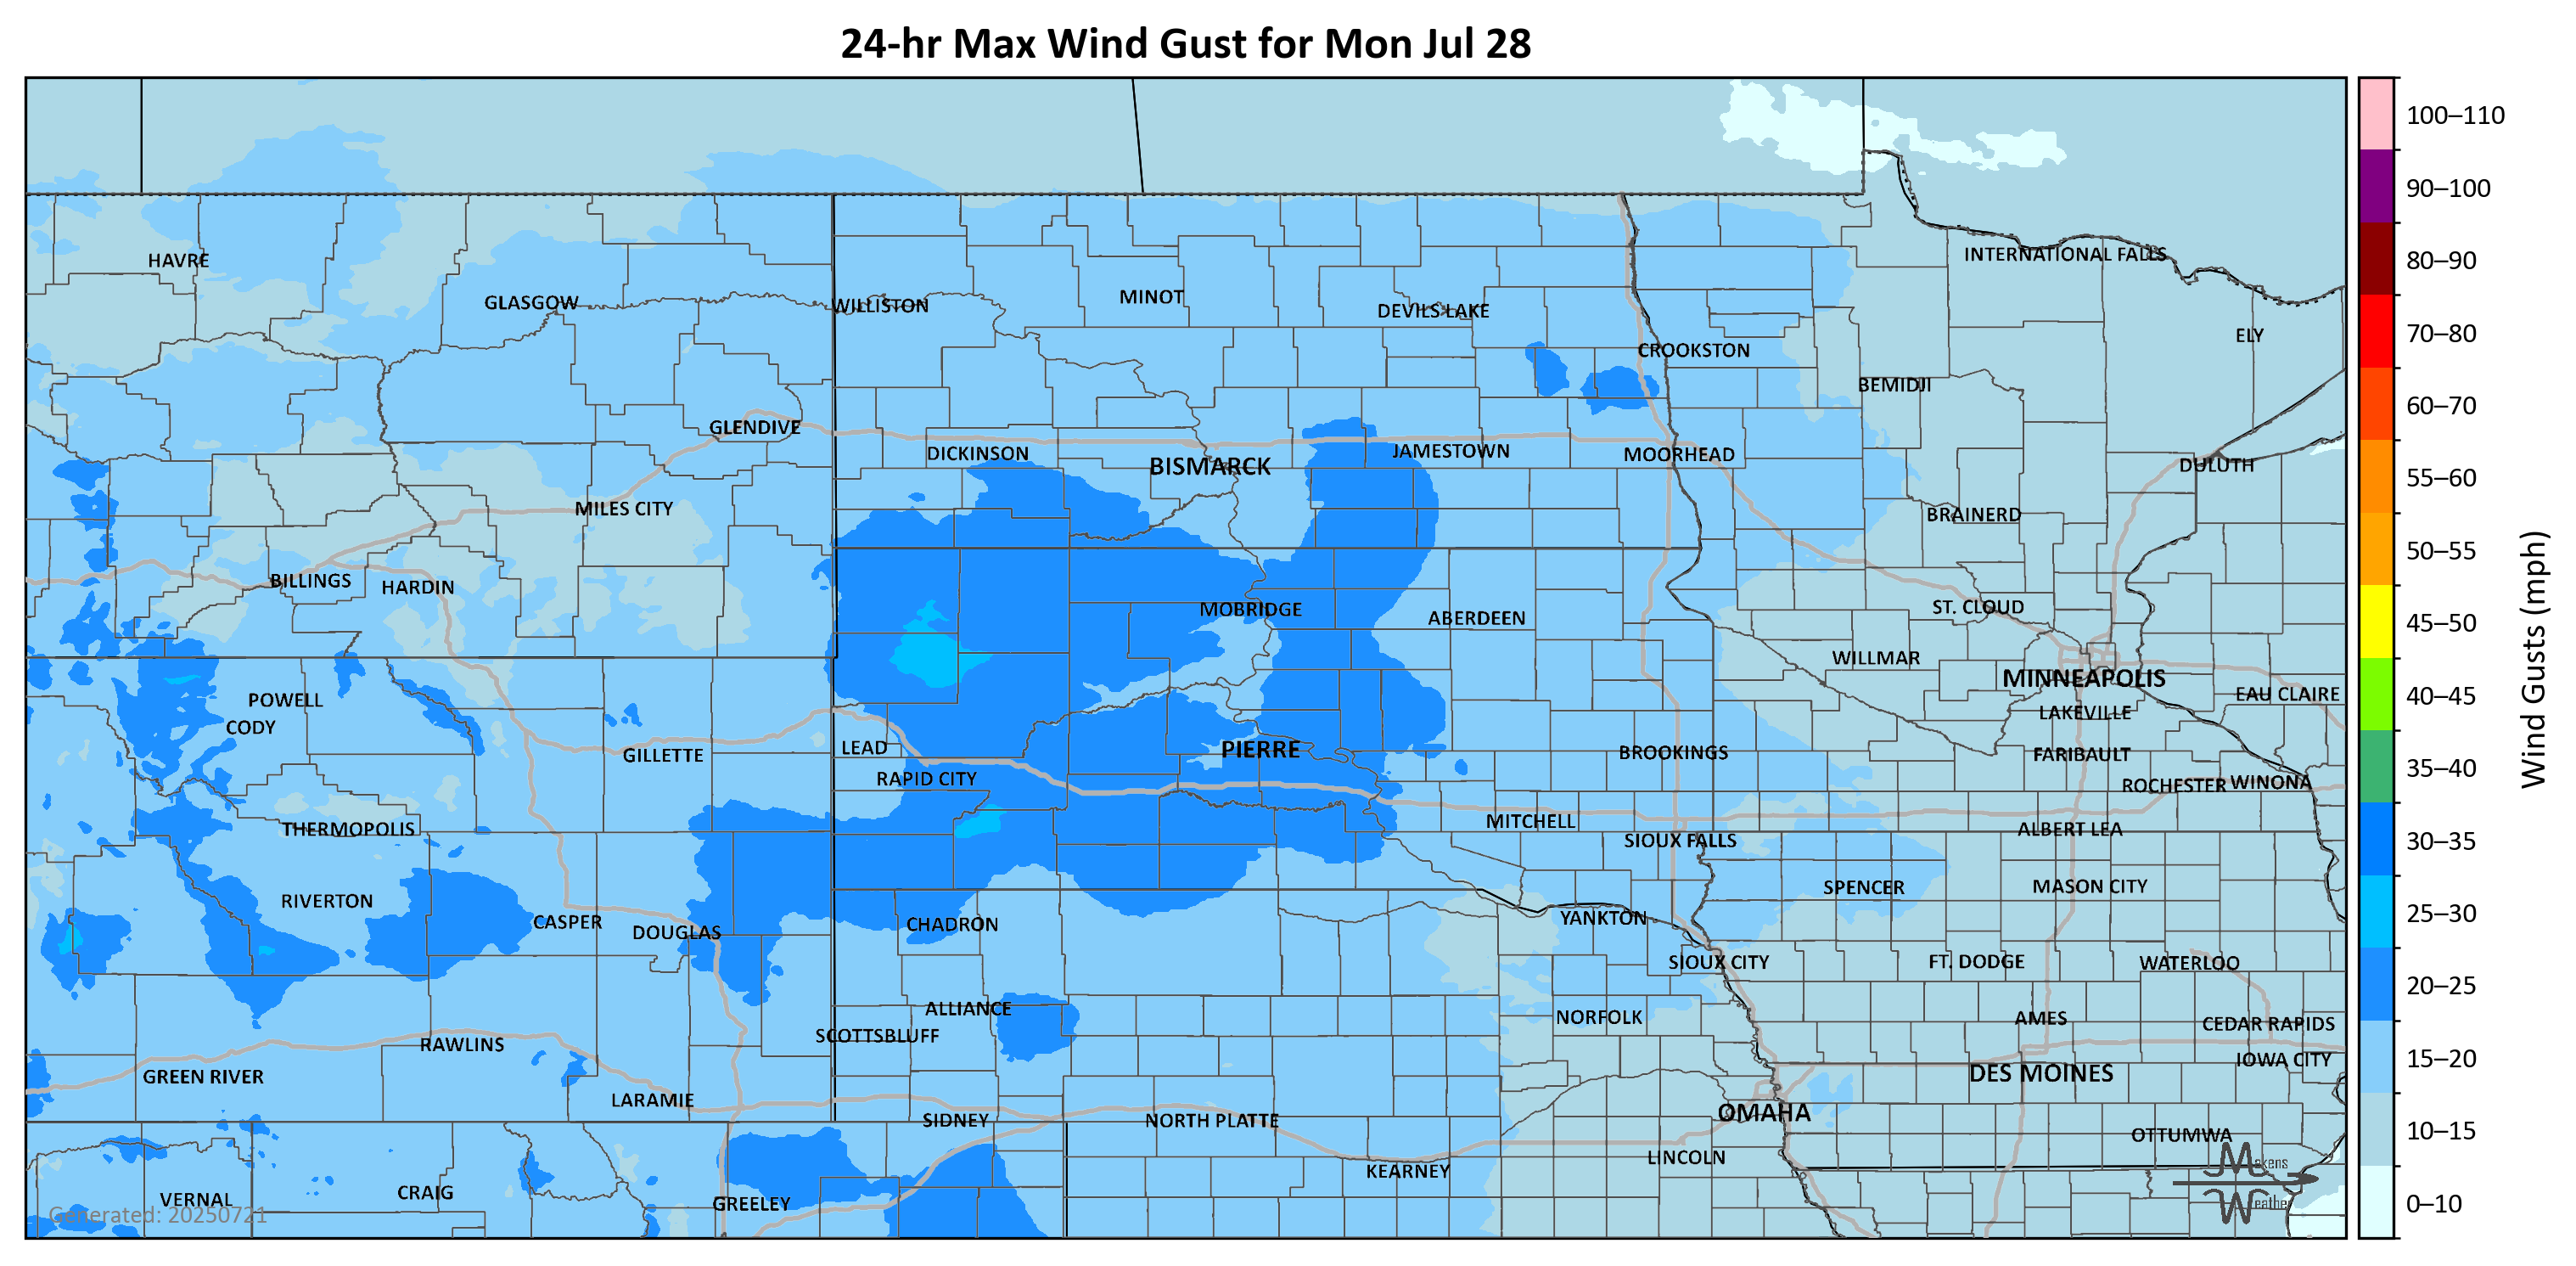 24-hr Max Wind Gust for Mon Jul 28
100–110
90–100
80–90
70–80
60–70
55–60
50–55
45–50
40–45
35–40
30–35
25–30
20–25
15–20
10–15
0–10
Wind Gusts (mph)
HAVRE
INTERNATIONAL FALLS
GLASGOW
WILLISTON
MINOT
DEVILS LAKE
ELY
CROOKSTON
BEMIDJI
GLENDIVE
DICKINSON
BISMARCK
JAMESTOWN
MOORHEAD
DULUTH
MILES CITY
BRAINERD
BILLINGS
HARDIN
MOBRIDGE
ABERDEEN
ST. CLOUD
WILLMAR
MINNEAPOLIS
POWELL
EAU CLAIRE
CODY
LAKEVILLE
GILLETTE
LEAD
PIERRE
BROOKINGS
FARIBAULT
RAPID CITY
ROCHESTER
WINONA
THERMOPOLIS
MITCHELL
ALBERT LEA
SIOUX FALLS
RIVERTON
SPENCER
MASON CITY
CASPER
DOUGLAS
CHADRON
YANKTON
SIOUX CITY
FT. DODGE
WATERLOO
ALLIANCE
NORFOLK
AMES
CEDAR RAPIDS
SCOTTSBLUFF
RAWLINS
IOWA CITY
GREEN RIVER
DES MOINES
LARAMIE
OMAHA
SIDNEY
NORTH PLATTE
OTTUMWA
LINCOLN
KEARNEY
VERNAL
CRAIG
GREELEY
Makens
Weather
Generated: 20250721